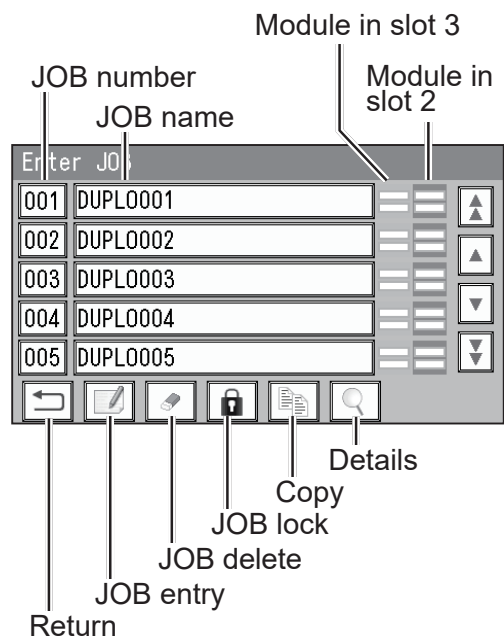 Module in slot 3
JOB number
Module in
slot 2
JOB name
Enter JOB
001 DUPLO001
002 DUPLO002
003 DUPLO003
004 DUPLO004
005 DUPLO005
Details
Copy
JOB lock
JOB delete
JOB entry
Return